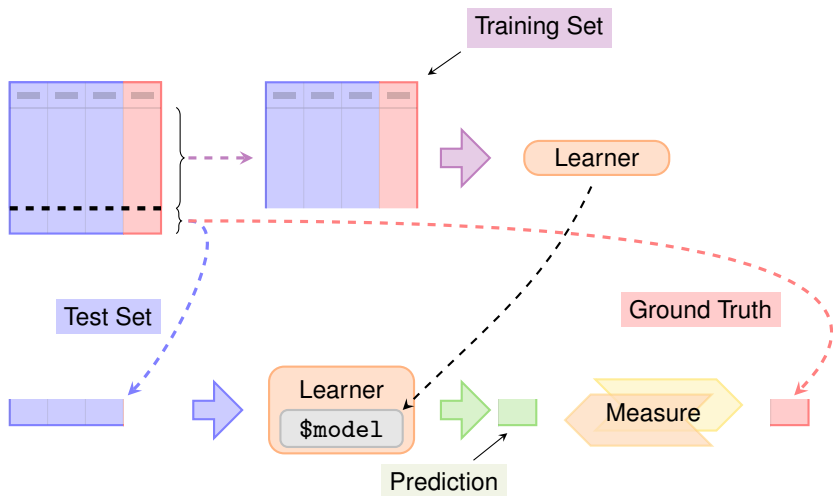 Training Set
Learner
Test Set
Ground Truth
Learner
$model
Measure
Prediction